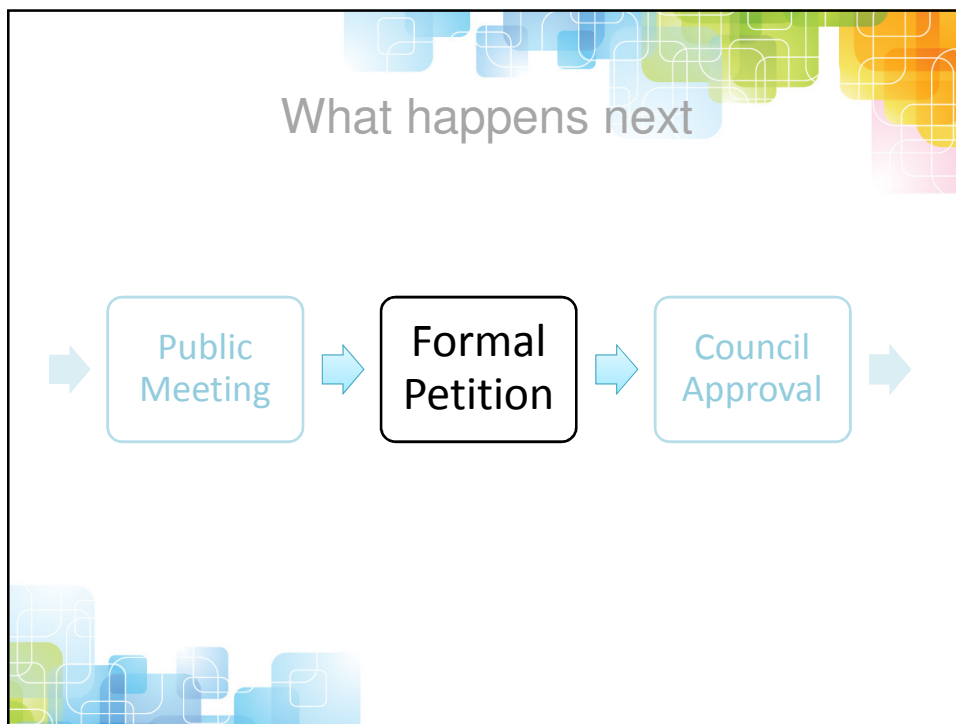 What happens next
Public
Meeting
Formal
Petition
Council
Approval